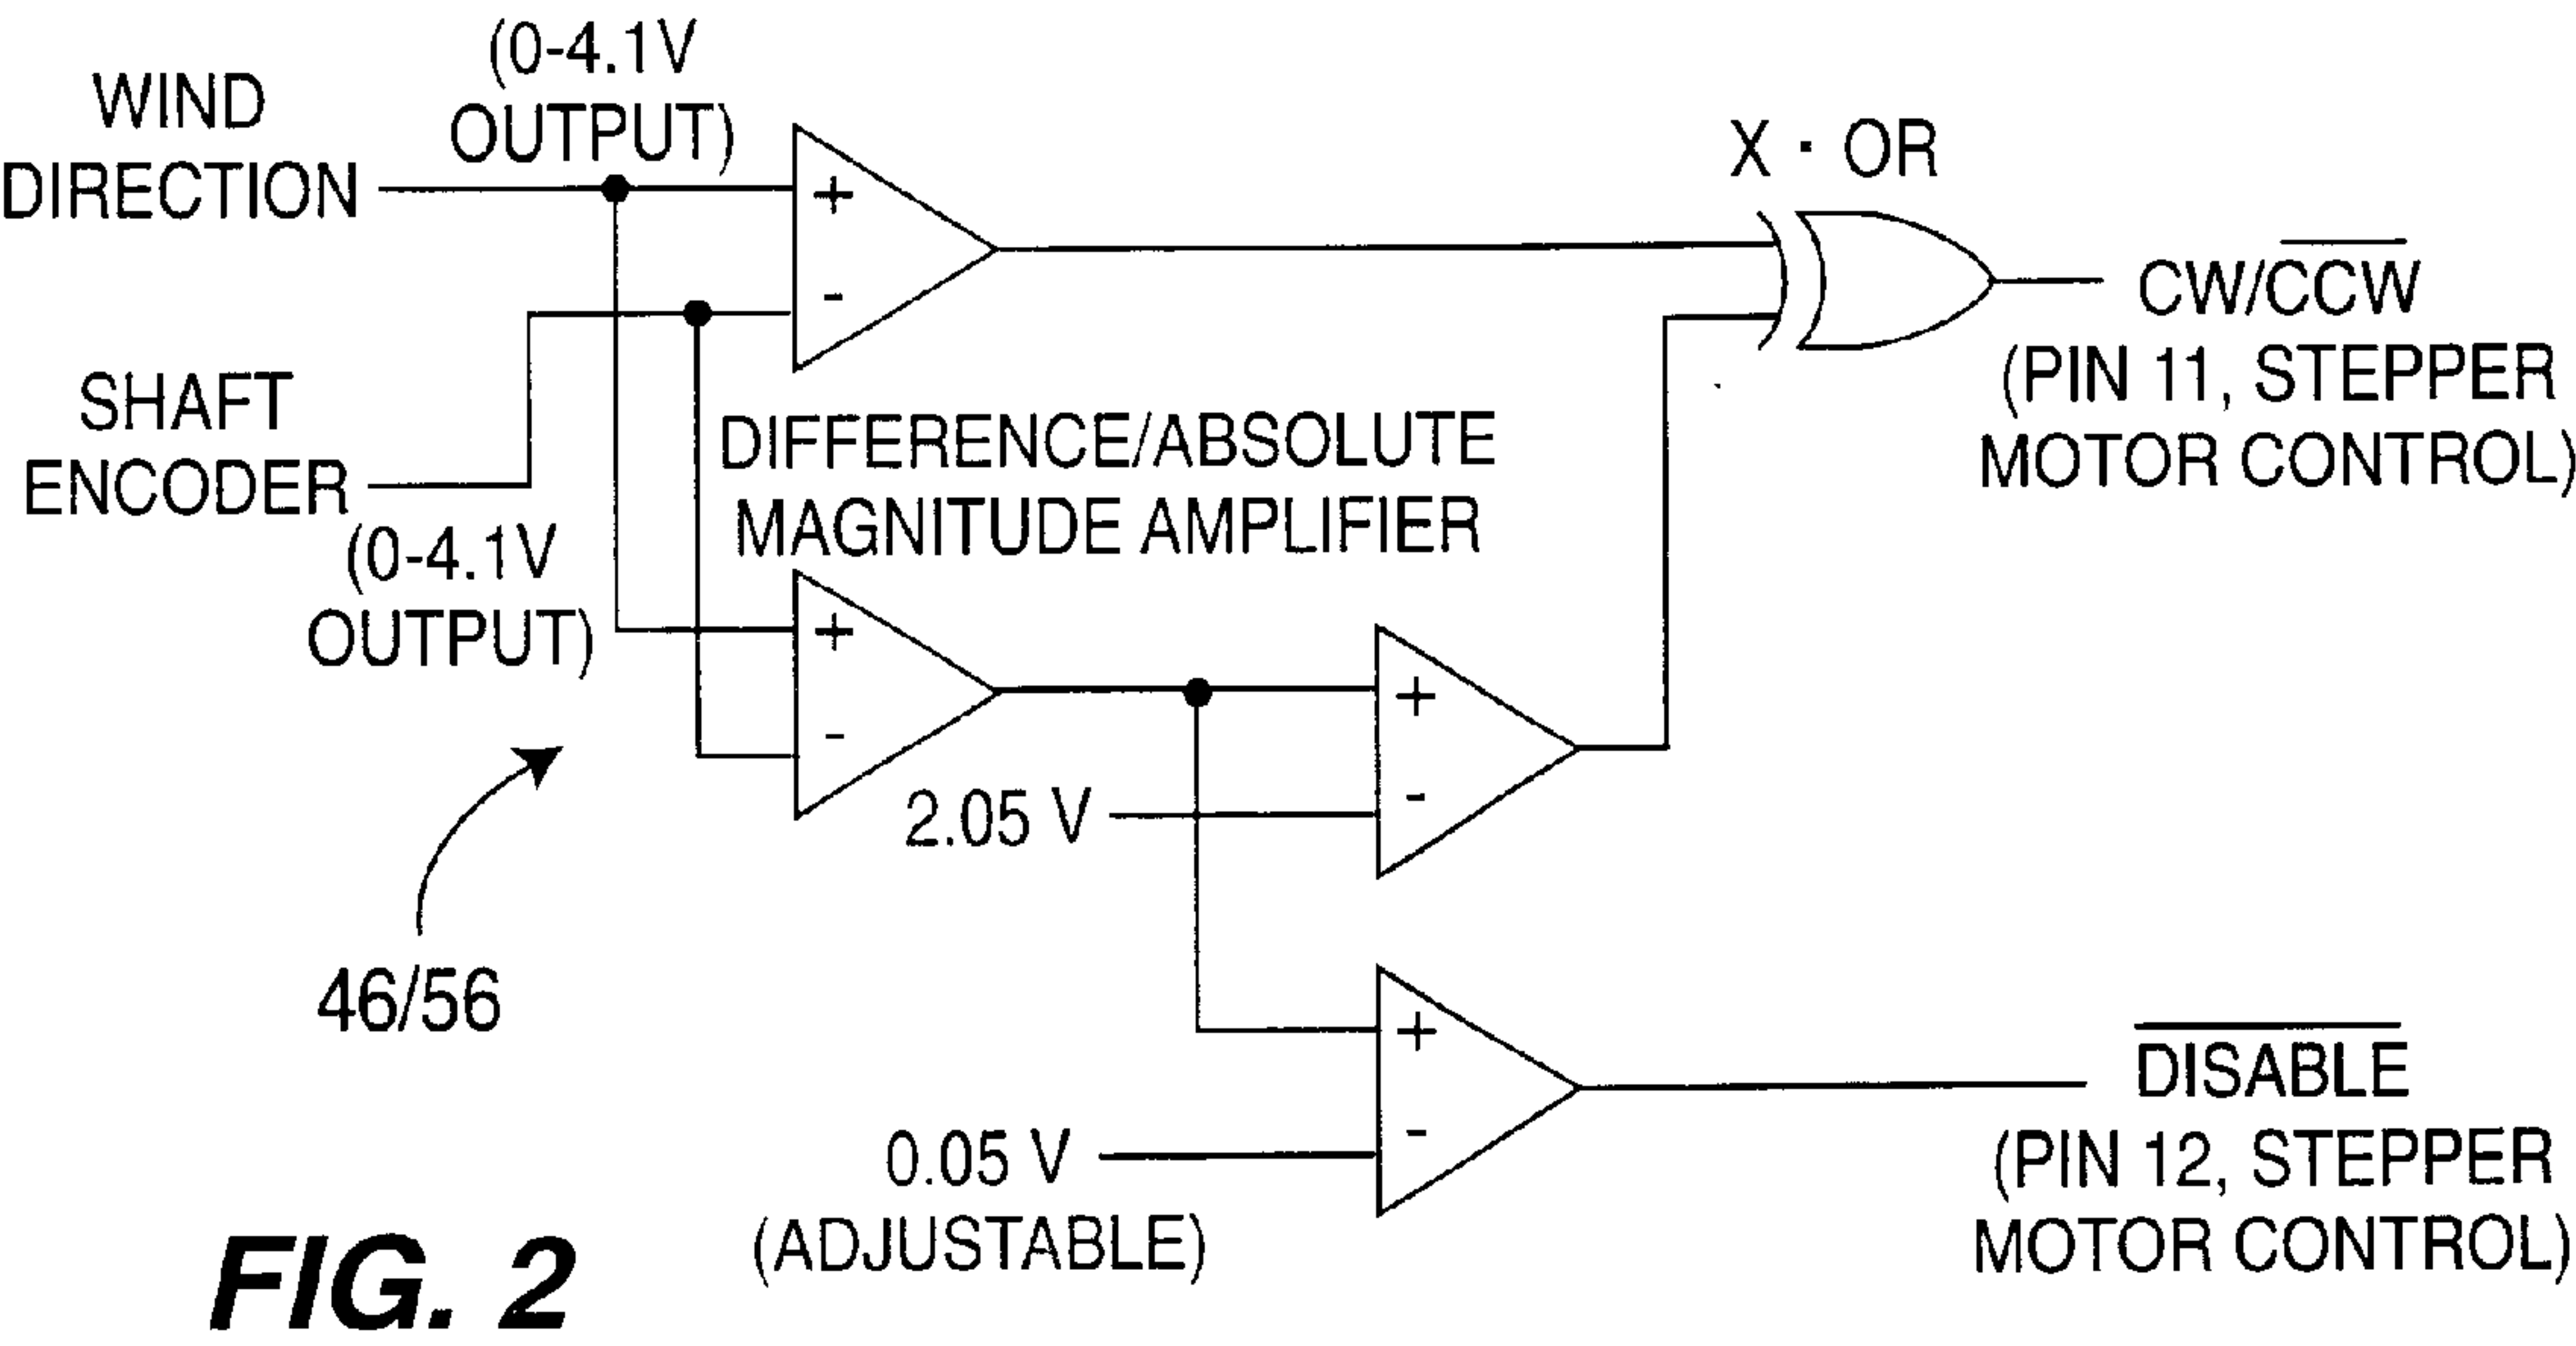 WIND
DIRECTION
(0-4.1V
OUTPUT)
+
-
X · OR
CW/CCW
(PIN 11, STEPPER
MOTOR CONTROL)
SHAFT
ENCODER
(0-4.1V
OUTPUT)
DIFFERENCE/ABSOLUTE
MAGNITUDE AMPLIFIER
+
-
+
-
2.05 V
46/56
+
-
0.05 V
(ADJUSTABLE)
DISABLE
(PIN 12, STEPPER
MOTOR CONTROL)
FIG. 2